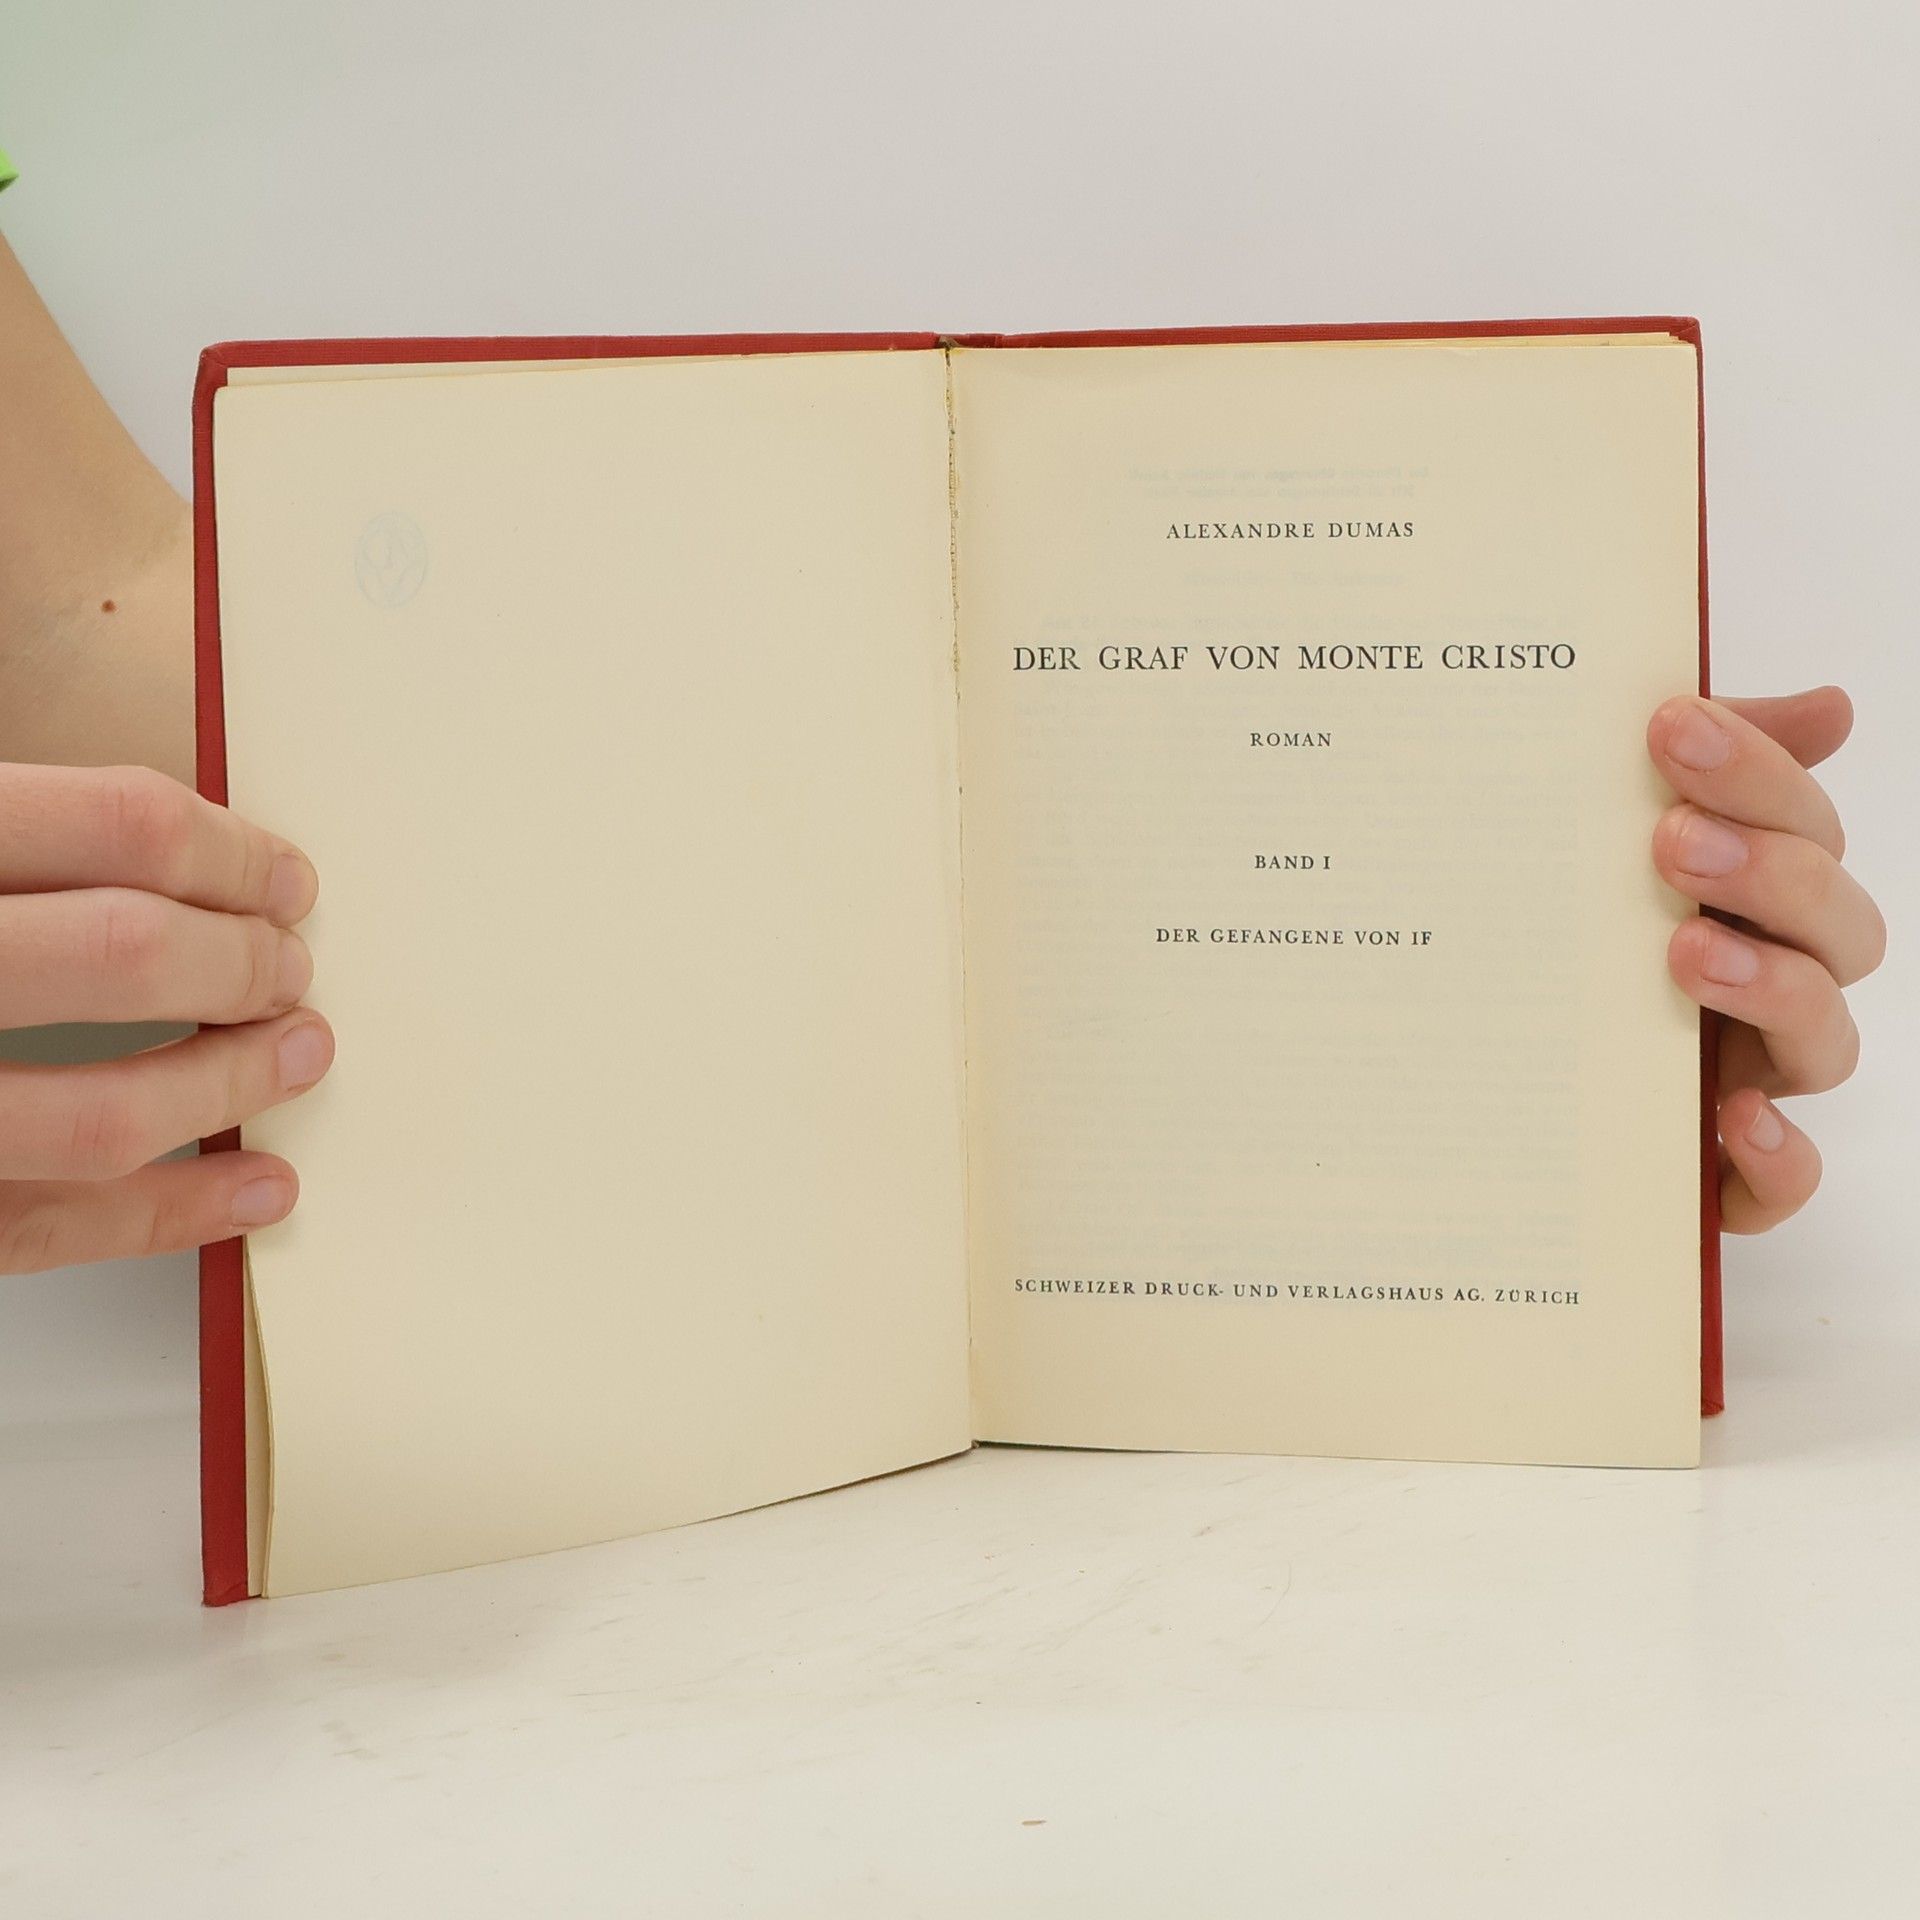 ALEXANDRE DUMAS
DER GRAF VON MONTE CRISTO
ROMAN
BAND I
DER GEFANGENE VON IF
SCHWEIZER DRUCK- UND VERLAGSHAUS AG. ZÜRICH